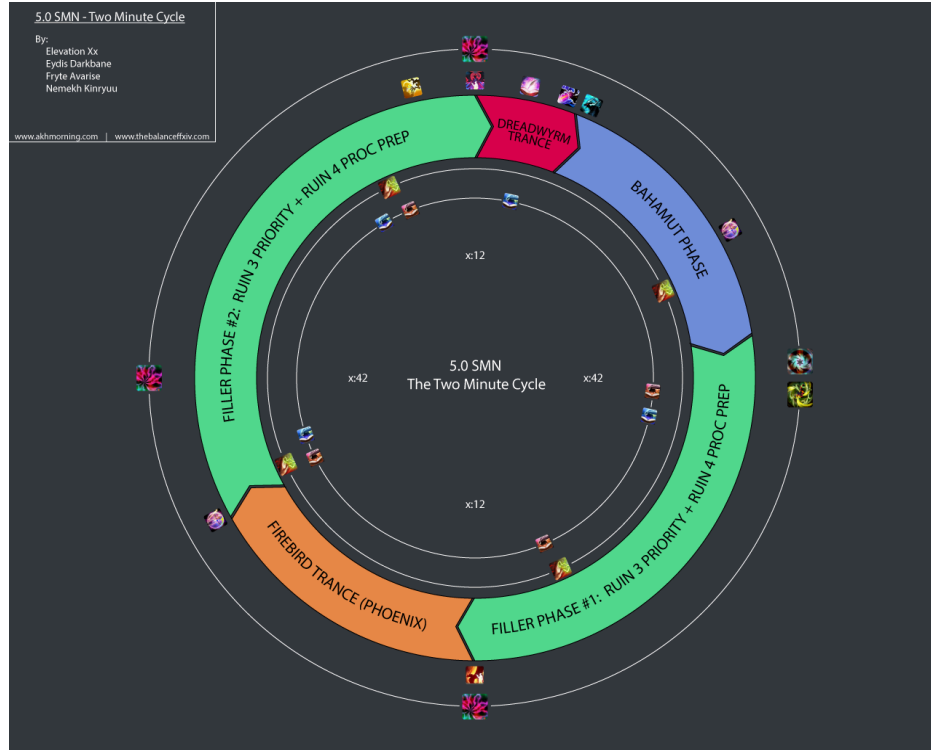 5.0 SMN - Two Minute Cycle
By:
Elevation Xx
Eydis Darkbane
Fryte Avarise
Nemekh Kinryuu
www.akhmorning.com | www.thebalanceffxiv.com
DREADWYRM
TRANCE
BAHAMUT PHASE
FILLER PHASE #1: RUIN 3 PRIORITY + RUIN 4 PROC PREP
FIREBIRD TRANCE (PHOENIX)
FILLER PHASE #2: RUIN 3 PRIORITY + RUIN 4 PROC PREP
x:12
x:42
5.0 SMN
The Two Minute Cycle
x:42
x:12